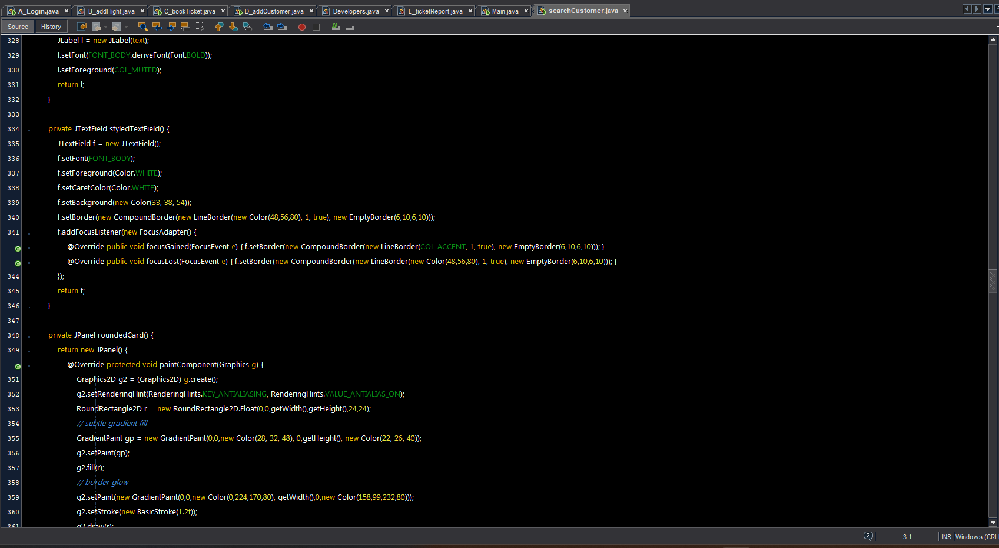 A_Login.java × B_addFlight.java × C_bookTicket.java × D_addCustomer.java × Developers.java × E_ticketReport.java × Main.java × searchCustomer.java ×
Source History
328 JLabel l = new JLabel(text);
329 l.setFont(FONT_BODY.deriveFont(Font.BOLD));
330 l.setForeground(COL_MUTED);
331 return l;
332 }
333
334 private JTextField styledTextField() {
335 JTextField f = new JTextField();
336 f.setFont(FONT_BODY);
337 f.setForeground(Color.WHITE);
338 f.setCaretColor(Color.WHITE);
339 f.setBackground(new Color(33, 38, 54));
340 f.setBorder(new CompoundBorder(new LineBorder(new Color(48,56,80), 1, true), new EmptyBorder(6,10,6,10)));
341 f.addFocusListener(new FocusAdapter() {
@Override public void focusGained(FocusEvent e) { f.setBorder(new CompoundBorder(new LineBorder(COL_ACCENT, 1, true), new EmptyBorder(6,10,6,10))); }
@Override public void focusLost(FocusEvent e) { f.setBorder(new CompoundBorder(new LineBorder(new Color(48,56,80), 1, true), new EmptyBorder(6,10,6,10))); }
344 });
345 return f;
346 }
347
348 private JPanel roundedCard() {
349 return new JPanel() {
@Override protected void paintComponent(Graphics g) {
351 Graphics2D g2 = (Graphics2D) g.create();
352 g2.setRenderingHint(RenderingHints.KEY_ANTIALIASING, RenderingHints.VALUE_ANTIALIAS_ON);
353 RoundRectangle2D r = new RoundRectangle2D.Float(0,0,getWidth(),getHeight(),24,24);
354 // subtle gradient fill
355 GradientPaint gp = new GradientPaint(0,0,new Color(28, 32, 48), 0,getHeight(), new Color(22, 26, 40));
356 g2.setPaint(gp);
357 g2.fill(r);
358 // border glow
359 g2.setPaint(new GradientPaint(0,0,new Color(0,224,170,80), getWidth(),0,new Color(158,99,232,80)));
360 g2.setStroke(new BasicStroke(1.2f));
361 g2.draw(r);
2 3:1 INS Windows (CRL